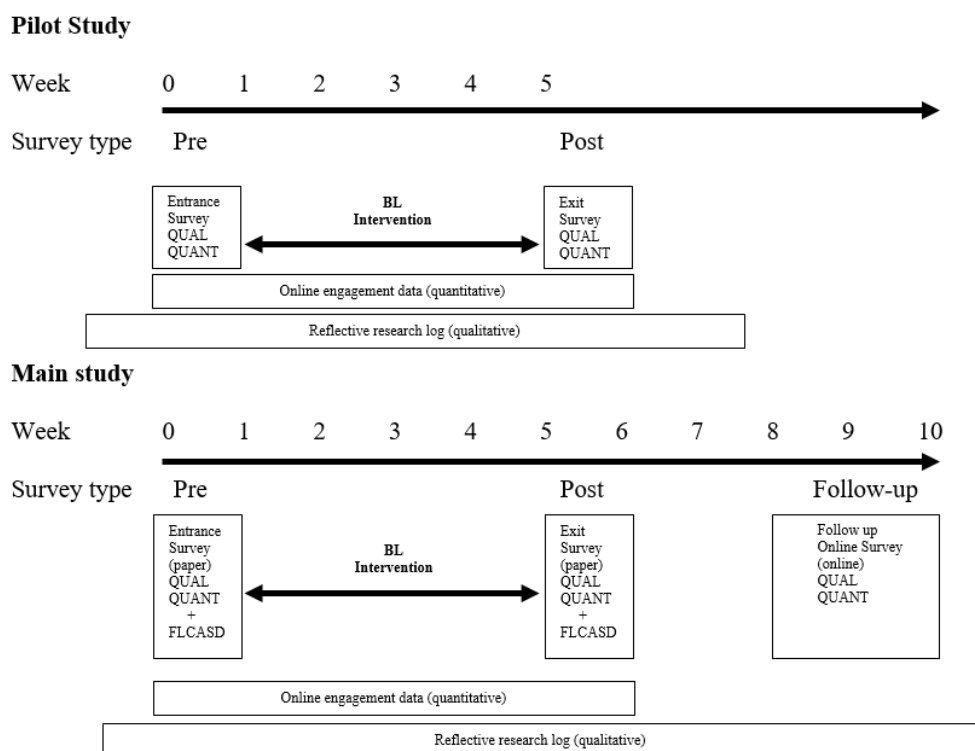 Pilot Study
Week 0 1 2 3 4 5
Survey type Pre Post
Entrance
Survey
QUAL
QUANT
BL
Intervention
Exit
Survey
QUAL
QUANT
Online engagement data (quantitative)
Reflective research log (qualitative)
Main study
Week 0 1 2 3 4 5 6 7 8 9 10
Survey type Pre Post Follow-up
Entrance
Survey
(paper)
QUAL
QUANT
+
FLCASD
BL
Intervention
Exit
Survey
(paper)
QUAL
QUANT
+
FLCASD
Follow up
Online Survey
(online)
QUAL
QUANT
Online engagement data (quantitative)
Reflective research log (qualitative)